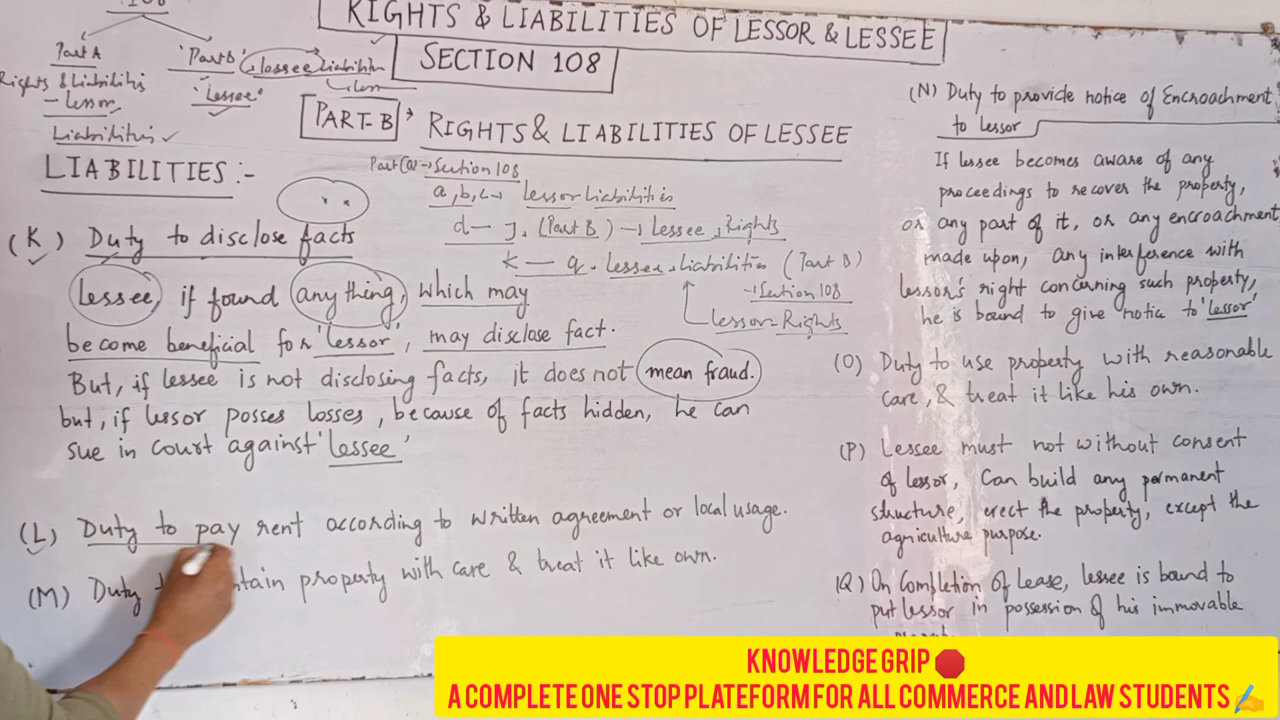 108
RIGHTS & LIABILITIES OF LESSOR & LESSEE
SECTION 108
Part A
Rights & Liabilities
- Lessor
Liabilities ✓
'Part B'
'Lessee'
(Lessee) Liabilities
PART-B
RIGHTS & LIABILITIES OF LESSEE
LIABILITIES :-
Part (a) → Section 108
a, b, c → Lessor Liabilities
d — j. (Part B) → Lessee, Rights
k — q. Lessee, Liabilities (Part B)
- Section 108
Lessor - Rights
(K) Duty to disclose facts
Lessee, if found any thing, which may
become beneficial for 'lessor', may disclose fact.
But, if lessee is not disclosing facts, it does not mean fraud.
but, if lessor posses losses, because of facts hidden, he can
sue in court against 'lessee'
(L) Duty to pay rent according to written agreement or local usage.
(M) Duty property with care & treat it like own.
(N) Duty to provide notice of Encroachment
to lessor
If lessee becomes aware of any
proceedings to recover the property,
or any part of it, or any encroachment
made upon, any interference with
lessor's right concerning such property,
he is bound to give notice to 'lessor'
(O) Duty to use property with reasonable
care, & treat it like his own.
(P) Lessee must not without consent
of lessor, Can build any permanent
structure, erect the property, except the
agriculture purpose.
(Q) On Completion of Lease, lessee is bound to
put lessor in possession of his immovable
KNOWLEDGE GRIP 🛑
A COMPLETE ONE STOP PLATEFORM FOR ALL COMMERCE AND LAW STUDENTS ✍️